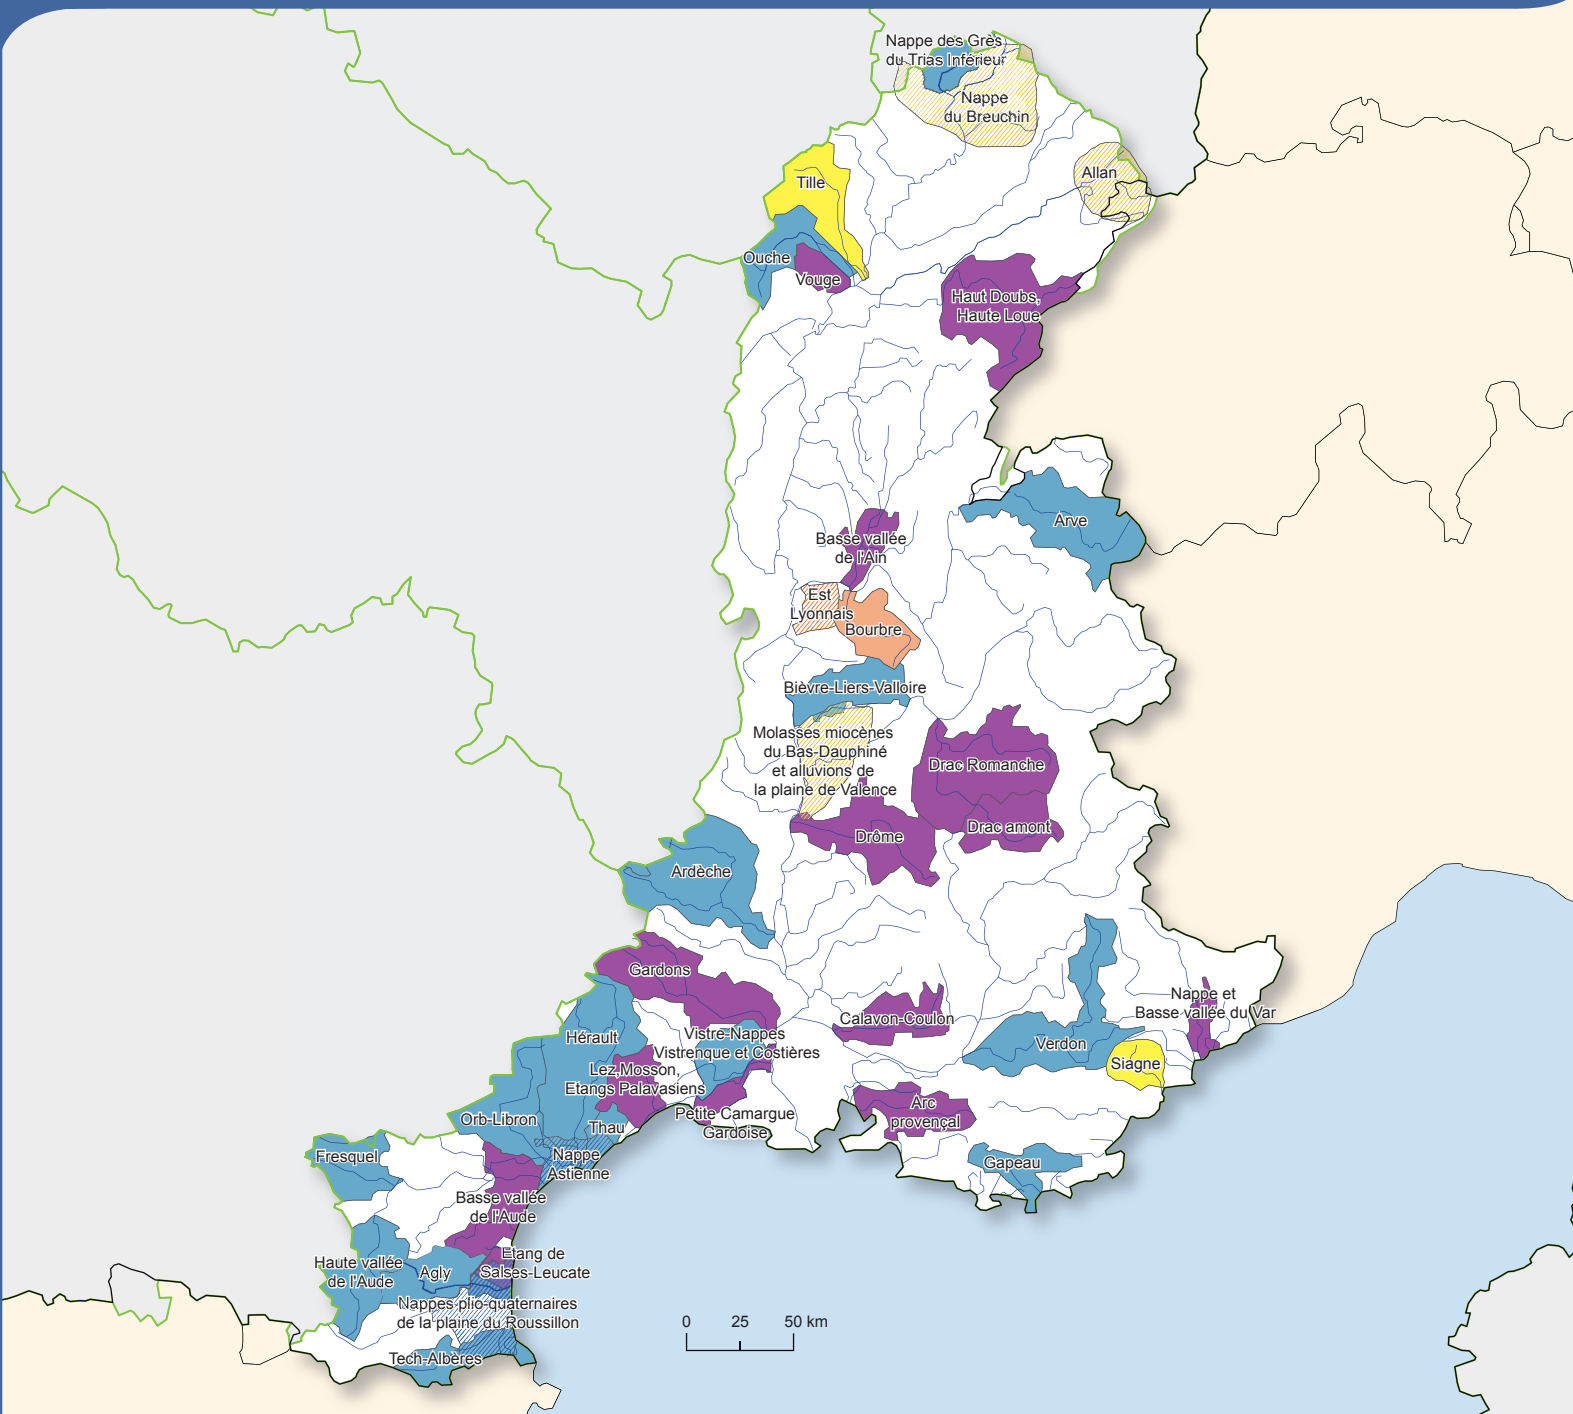 Nappe des Grès
du Trias Inférieur
Nappe
du Breuchin
Allan
Tille
Ouche
Vouge
Haut Doubs,
Haute Loue
Arve
Basse vallée
de l'Ain
Est
Lyonnais
Bourbre
Bièvre-Liers-Valloire
Molasses miocènes
du Bas-Dauphiné
et alluvions de
la plaine de Valence
Drac Romanche
Drac amont
Drôme
Ardèche
Gardons
Nappe et
Basse vallée du Var
Calavon-Coulon
Hérault
Vistre-Nappes
Vistrenque et Costières
Verdon
Siagne
Lez,Mosson,
Etangs Palavasiens
Petite Camargue
Gardoise
Arc
provençal
Orb-Libron
Thau
Nappe
Astienne
Fresquel
Gapeau
Basse vallée
de l'Aude
Etang de
Salses-Leucate
Haute vallée
de l'Aude
Agly
Nappes plio-quaternaires
de la plaine du Roussillon
Tech-Albères
0 25 50 km